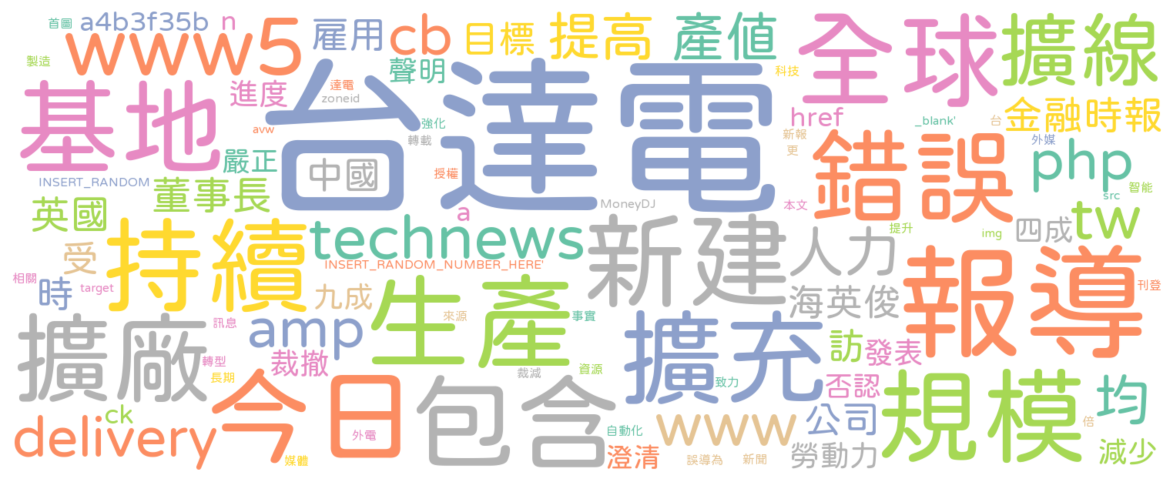 首圖 a4b3f35b n
www5 雇用 cb 目標 提高 產值
全球 擴線
製造 聲明 科技
基地 進度 達電 zoneid
台達電
href _blank' 台 金融時報
avw 強化 轉載 新報 更 外媒
嚴正 中國 錯誤 php
INSERT_RANDOM 授權 MoneyDJ 本文 src 智能
英國 董事長 a 提升 img 四成 tw
持續 technews 新建 人力
受 INSERT_RANDOM_NUMBER_HERE'
相關 時 target 九成 海英俊 報導 刊登
擴廠 訊息 amp 生產 來源 事實 擴充
轉型 裁撤 訪 發表
長期 裁減 資源 致力 否認 規模 均
delivery ck 今日 包含 www 公司 倍
外電 自動化 減少
媒體 澄清 誤導為 新聞 勞動力